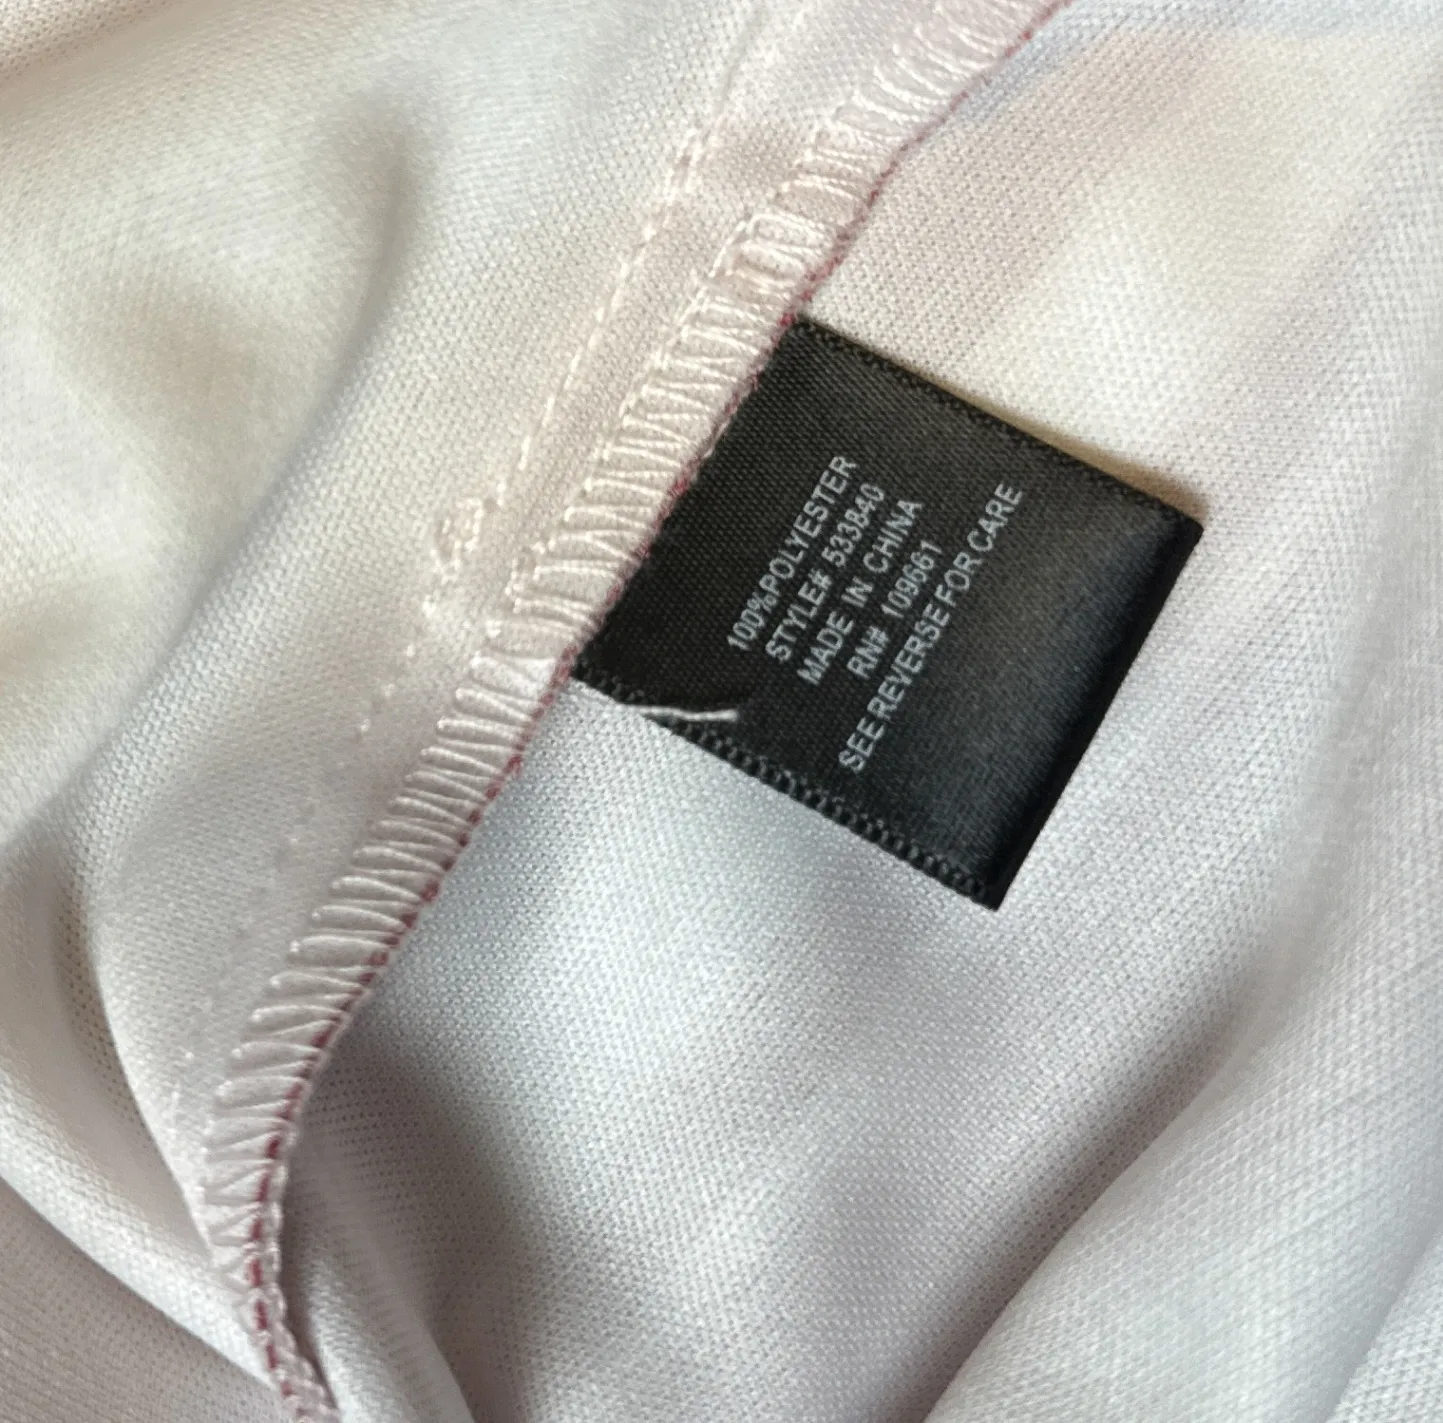 100%POLYESTER
STYLE# 533840
MADE IN CHINA
RN# 109661
SEE REVERSE FOR CARE